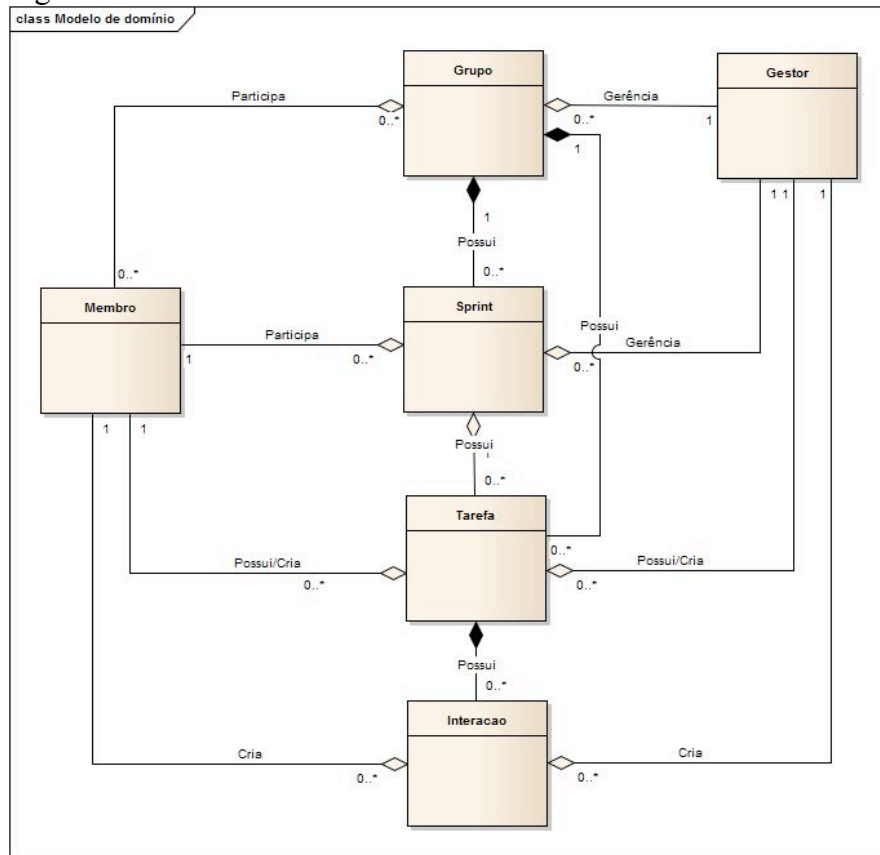 class Modelo de domínio
Grupo
Gestor
Participa
0..*
Gerência
0..*
1
1
1
Possui
0..*
0..*
1
1
1
Membro
Sprint
Possui
Participa
1
0..*
Gerência
0..*
1
1
Possui
0..*
Tarefa
0..*
Possui/Cria
0..*
Possui/Cria
0..*
Possui
0..*
Interacao
Cria
0..*
Cria
0..*